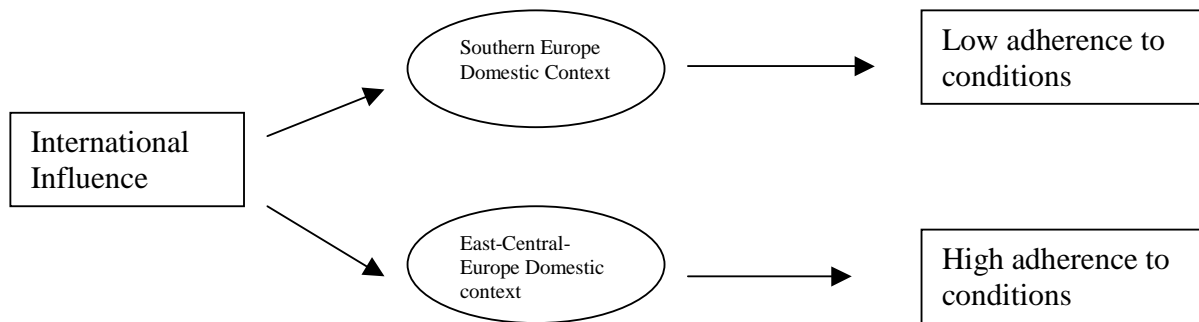 International
Influence
Southern Europe
Domestic Context
Low adherence to
conditions
East-Central-
Europe Domestic
context
High adherence to
conditions